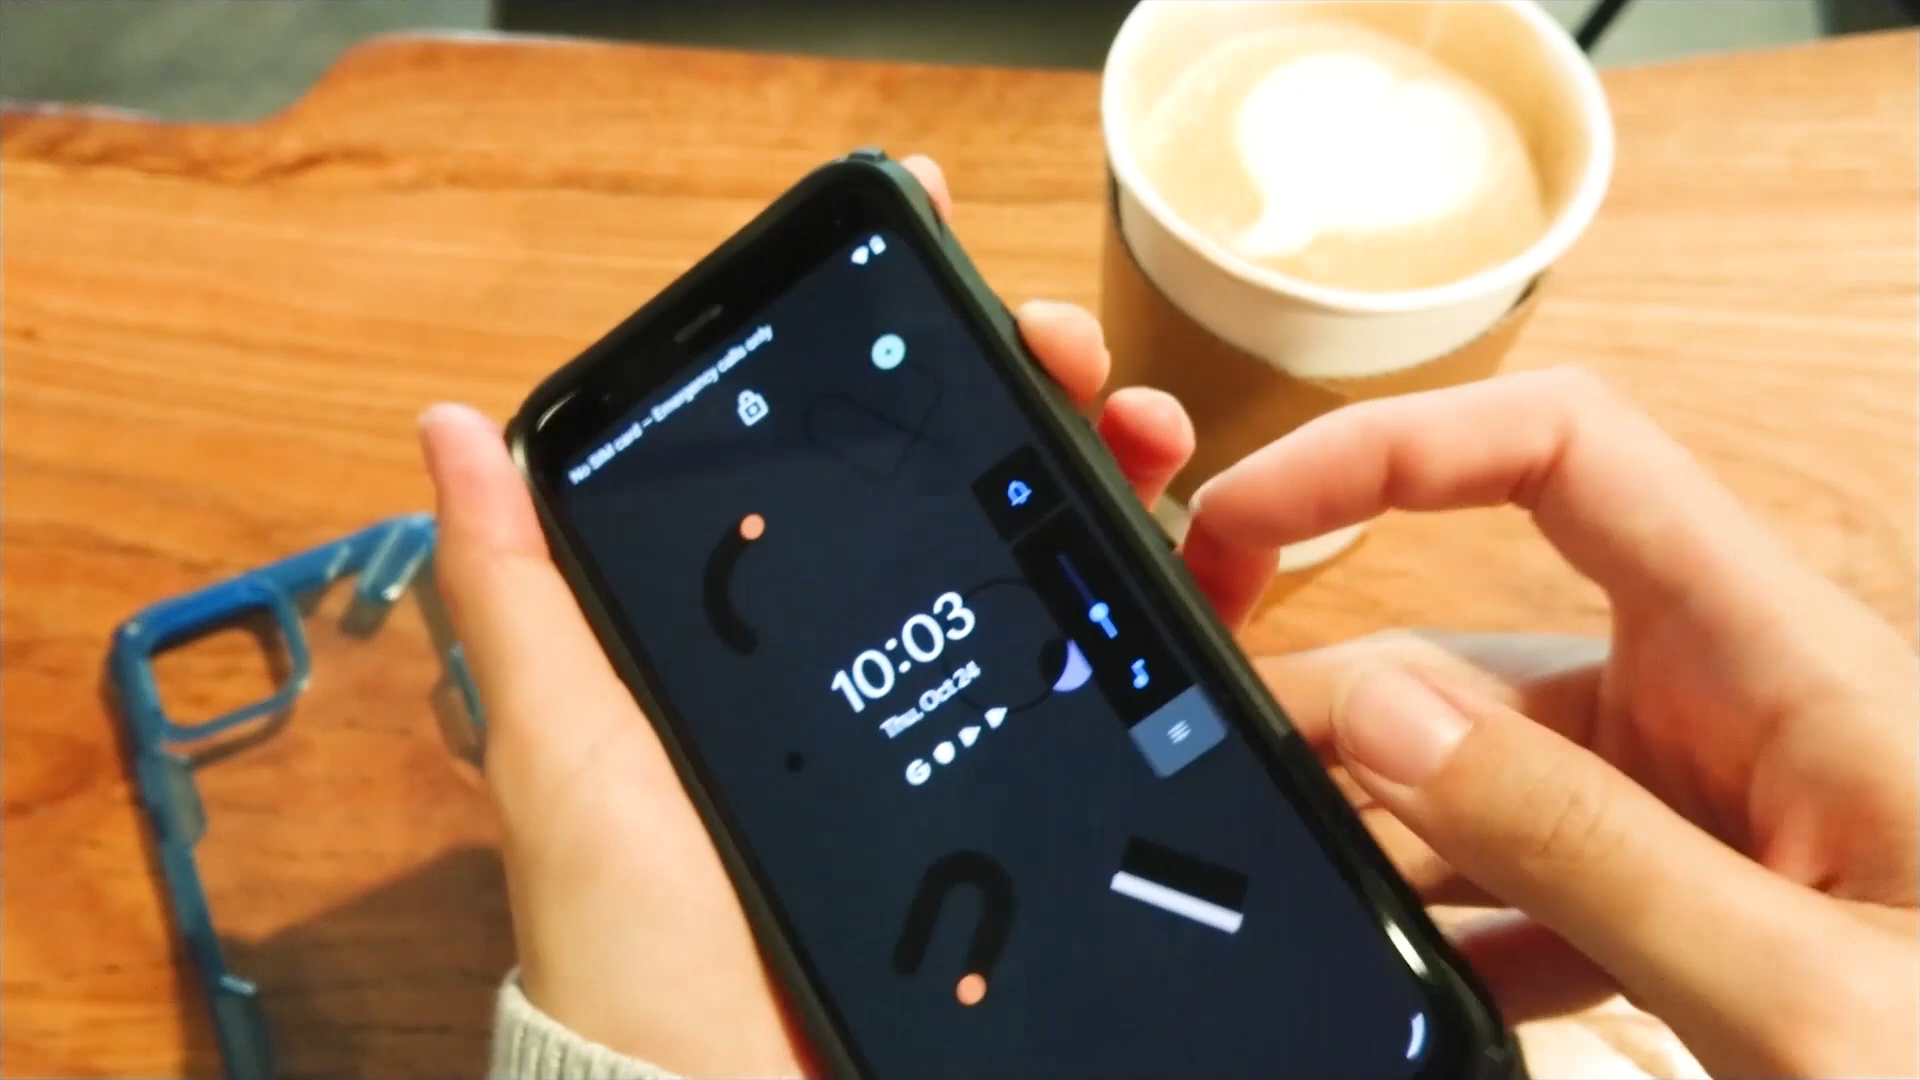 No SIM card — Emergency calls only
10:03
Thu, Oct 24
G